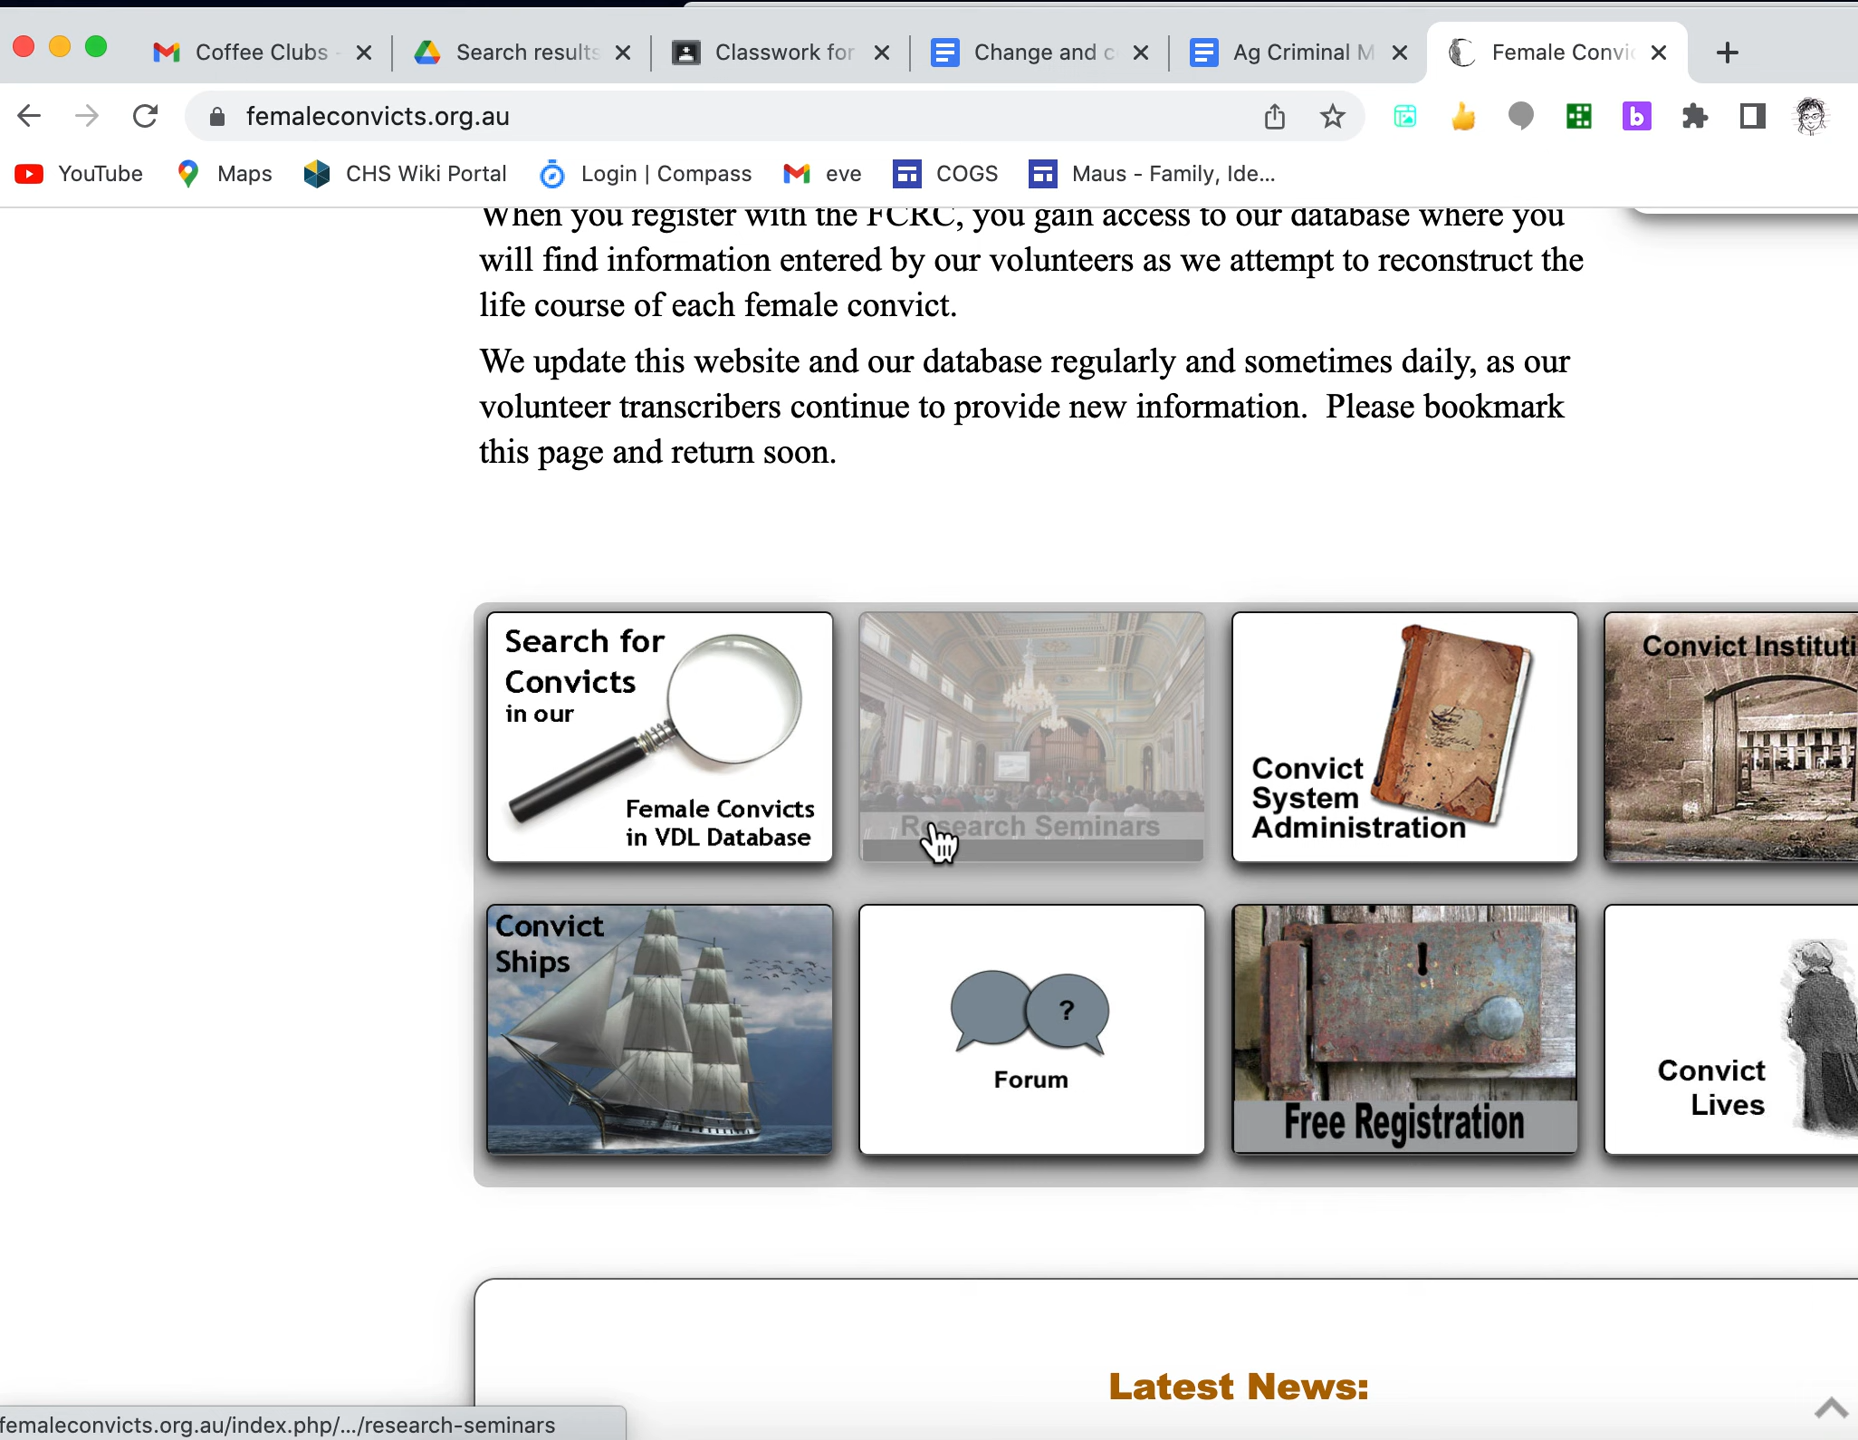 Coffee Clubs
Search results
Classwork for
Change and c
Ag Criminal M
Female Convic
femaleconvicts.org.au
b
YouTube
Maps
CHS Wiki Portal
Login | Compass
eve
COGS
Maus - Family, Ide...
When you register with the FCRC, you gain access to our database where you
will find information entered by our volunteers as we attempt to reconstruct the
life course of each female convict.
We update this website and our database regularly and sometimes daily, as our
volunteer transcribers continue to provide new information. Please bookmark
this page and return soon.
Search for
Convicts
in our
Female Convicts
in VDL Database
Research Seminars
Convict
System
Administration
Convict Instituti
Convict
Ships
?
Forum
Free Registration
Convict
Lives
Latest News:
femaleconvicts.org.au/index.php/.../research-seminars